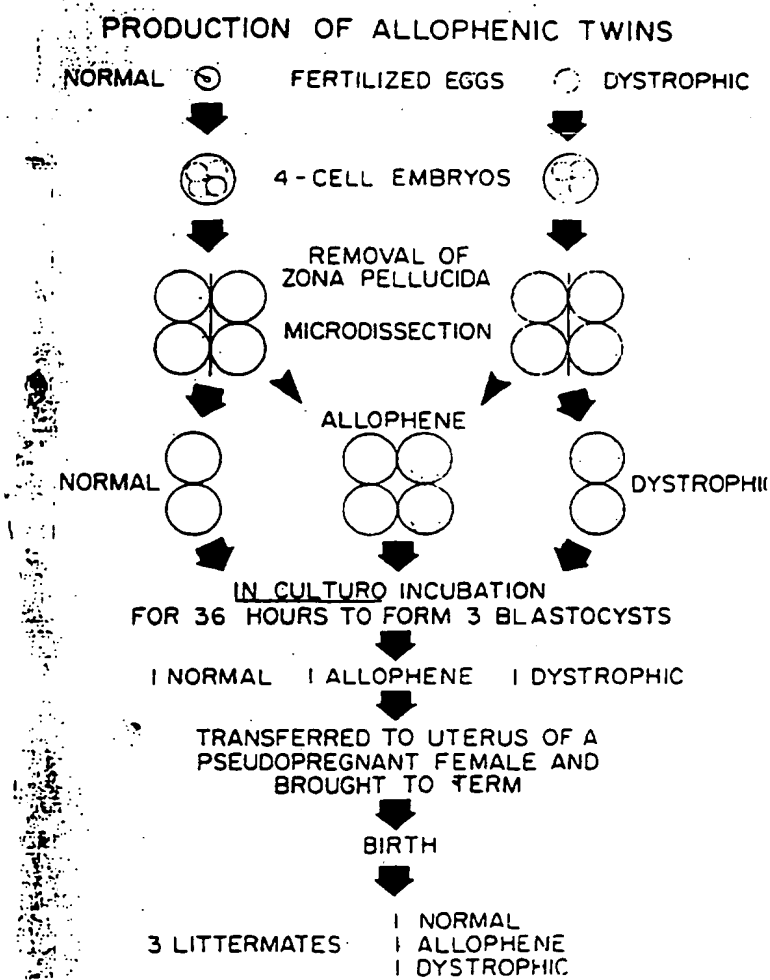 PRODUCTION OF ALLOPHENIC TWINS
NORMAL FERTILIZED EGGS DYSTROPHIC
4-CELL EMBRYOS
REMOVAL OF
ZONA PELLUCIDA
MICRODISSECTION
ALLOPHENE
NORMAL DYSTROPHIC
IN CULTURO INCUBATION
FOR 36 HOURS TO FORM 3 BLASTOCYSTS
1 NORMAL 1 ALLOPHENE 1 DYSTROPHIC
TRANSFERRED TO UTERUS OF A
PSEUDOPREGNANT FEMALE AND
BROUGHT TO TERM
BIRTH
1 NORMAL
3 LITTERMATES 1 ALLOPHENE
1 DYSTROPHIC